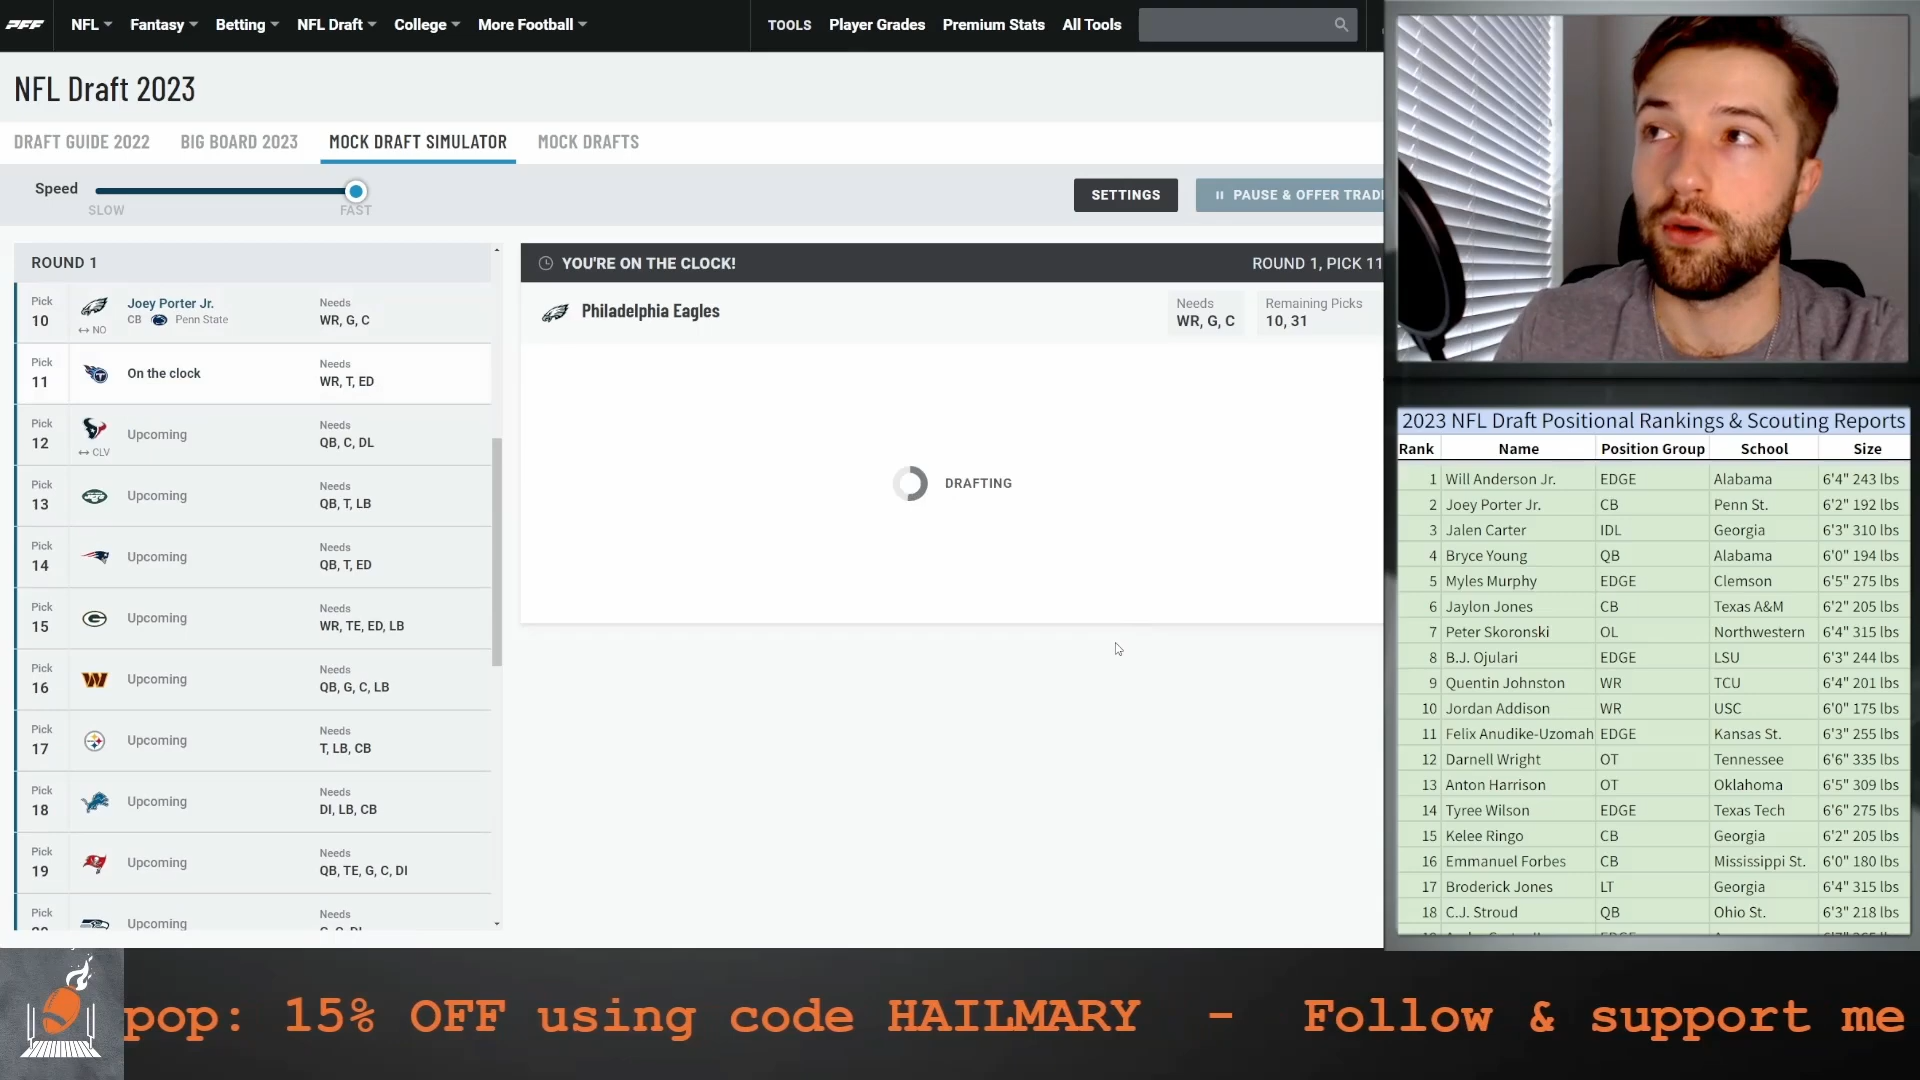 PFF NFL Fantasy Betting NFL Draft College More Football TOOLS Player Grades Premium Stats All Tools
NFL Draft 2023
DRAFT GUIDE 2022 BIG BOARD 2023 MOCK DRAFT SIMULATOR MOCK DRAFTS
Speed
SLOW FAST
SETTINGS
PAUSE & OFFER TRAD
ROUND 1
Pick 10 Joey Porter Jr. Needs
↔ NO CB Penn State WR, G, C
Pick 11 On the clock Needs
WR, T, ED
Pick 12 Upcoming Needs
↔ CLV QB, C, DL
Pick 13 Upcoming Needs
QB, T, LB
Pick 14 Upcoming Needs
QB, T, ED
Pick 15 Upcoming Needs
WR, TE, ED, LB
Pick 16 Upcoming Needs
QB, G, C, LB
Pick 17 Upcoming Needs
T, LB, CB
Pick 18 Upcoming Needs
DI, LB, CB
Pick 19 Upcoming Needs
QB, TE, G, C, DI
Pick Upcoming Needs
YOU'RE ON THE CLOCK! ROUND 1, PICK 11
Philadelphia Eagles
Needs
WR, G, C
Remaining Picks
10, 31
DRAFTING
2023 NFL Draft Positional Rankings & Scouting Reports
Rank Name Position Group School Size
1 Will Anderson Jr. EDGE Alabama 6'4" 243 lbs
2 Joey Porter Jr. CB Penn St. 6'2" 192 lbs
3 Jalen Carter IDL Georgia 6'3" 310 lbs
4 Bryce Young QB Alabama 6'0" 194 lbs
5 Myles Murphy EDGE Clemson 6'5" 275 lbs
6 Jaylon Jones CB Texas A&M 6'2" 205 lbs
7 Peter Skoronski OL Northwestern 6'4" 315 lbs
8 B.J. Ojulari EDGE LSU 6'3" 244 lbs
9 Quentin Johnston WR TCU 6'4" 201 lbs
10 Jordan Addison WR USC 6'0" 175 lbs
11 Felix Anudike-Uzomah EDGE Kansas St. 6'3" 255 lbs
12 Darnell Wright OT Tennessee 6'6" 335 lbs
13 Anton Harrison OT Oklahoma 6'5" 309 lbs
14 Tyree Wilson EDGE Texas Tech 6'6" 275 lbs
15 Kelee Ringo CB Georgia 6'2" 205 lbs
16 Emmanuel Forbes CB Mississippi St. 6'0" 180 lbs
17 Broderick Jones LT Georgia 6'4" 315 lbs
18 C.J. Stroud QB Ohio St. 6'3" 218 lbs
pop: 15% OFF using code HAILMARY - Follow & support me